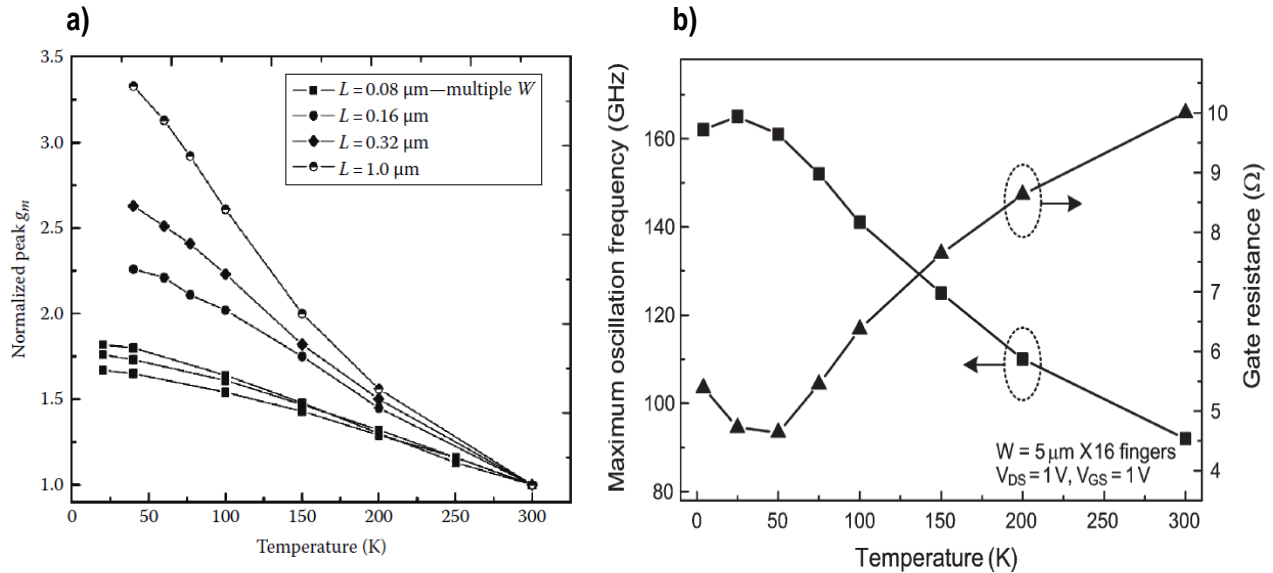 a)
Normalized peak gm
3.5
3.0
2.5
2.0
1.5
1.0
L = 0.08 μm—multiple W
L = 0.16 μm
L = 0.32 μm
L = 1.0 μm
0 50 100 150 200 250 300
Temperature (K)
b)
Maximum oscillation frequency (GHz)
160
140
120
100
80
10
9
8
7
6
5
4
Gate resistance (Ω)
W = 5 μm X 16 fingers
VDS = 1 V, VGS = 1 V
0 50 100 150 200 250 300
Temperature (K)